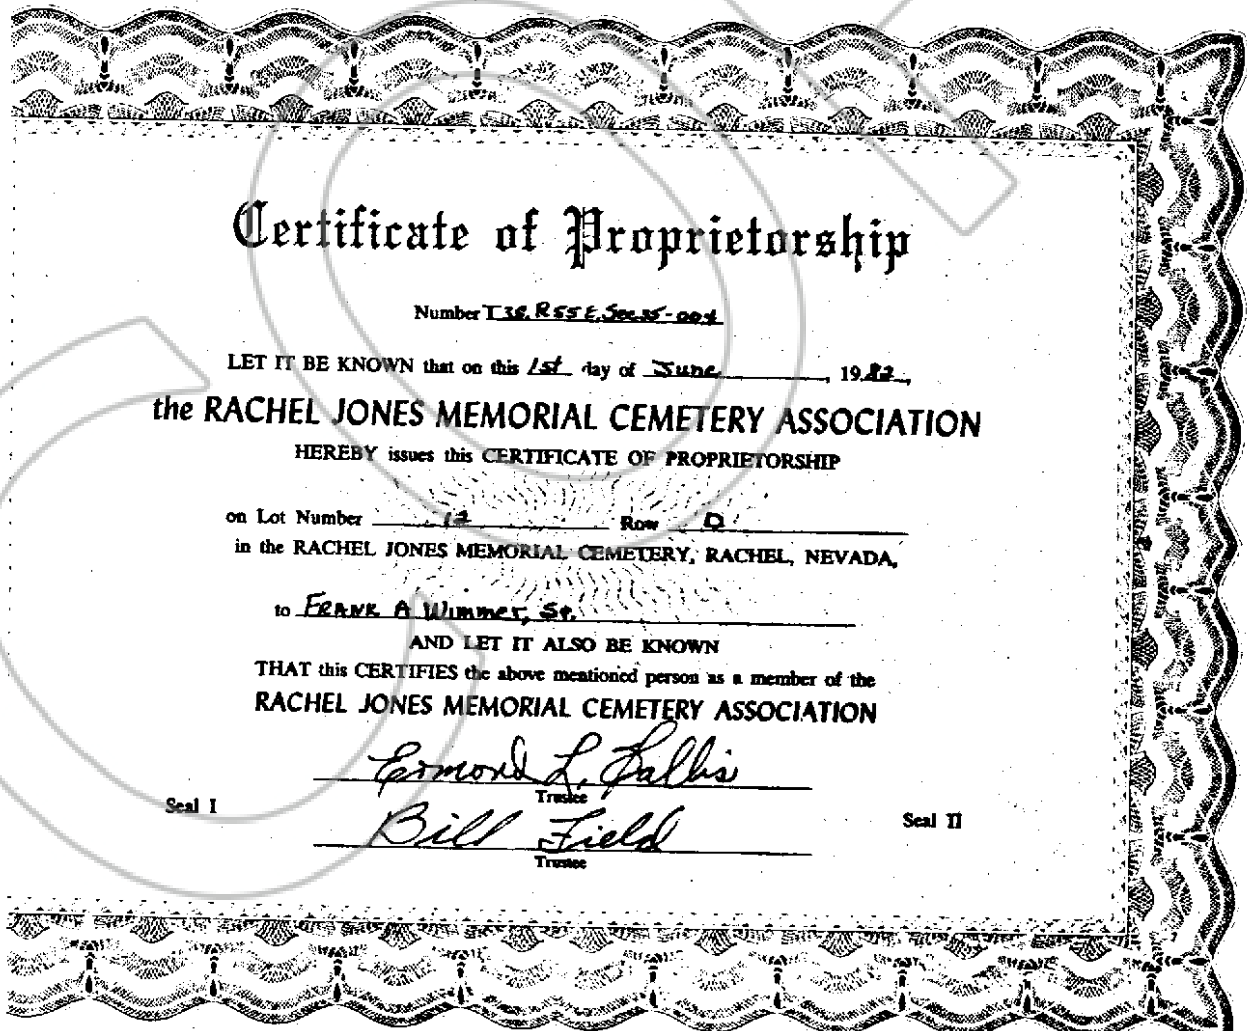 Certificate of Proprietorship
Number T3S, R55E, Sec. 35-004
LET IT BE KNOWN that on this 1st day of June, 1982,
the RACHEL JONES MEMORIAL CEMETERY ASSOCIATION
HEREBY issues this CERTIFICATE OF PROPRIETORSHIP
on Lot Number 12 Row D
in the RACHEL JONES MEMORIAL CEMETERY, RACHEL, NEVADA,
to FRANK A Wimmer, Sr.
AND LET IT ALSO BE KNOWN
THAT this CERTIFIES the above mentioned person as a member of the
RACHEL JONES MEMORIAL CEMETERY ASSOCIATION
Ermond L.
Trustee
Seal I
Bill Field
Seal II
Trustee